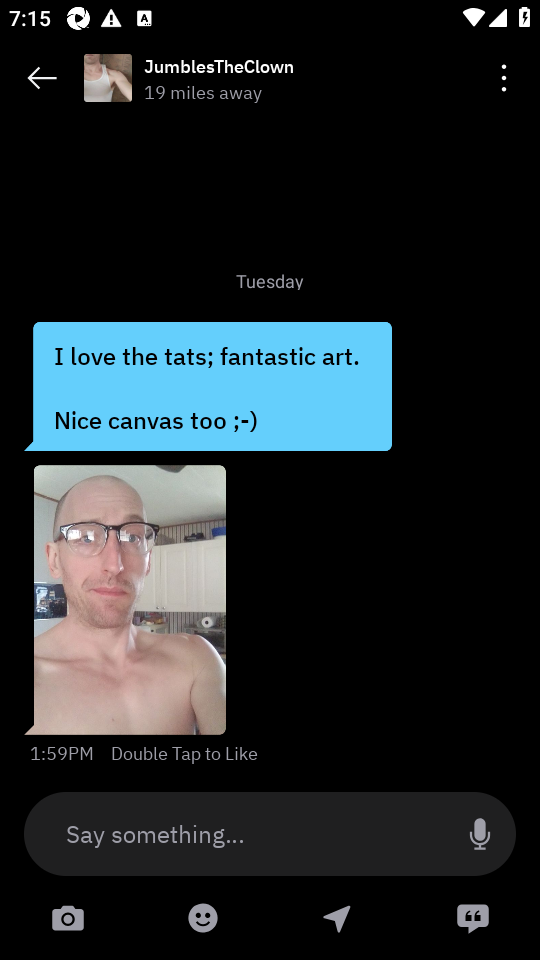 7:15
JumblesTheClown
19 miles away
Tuesday
I love the tats; fantastic art.
Nice canvas too ;-)
1:59PM Double Tap to Like
Say something...